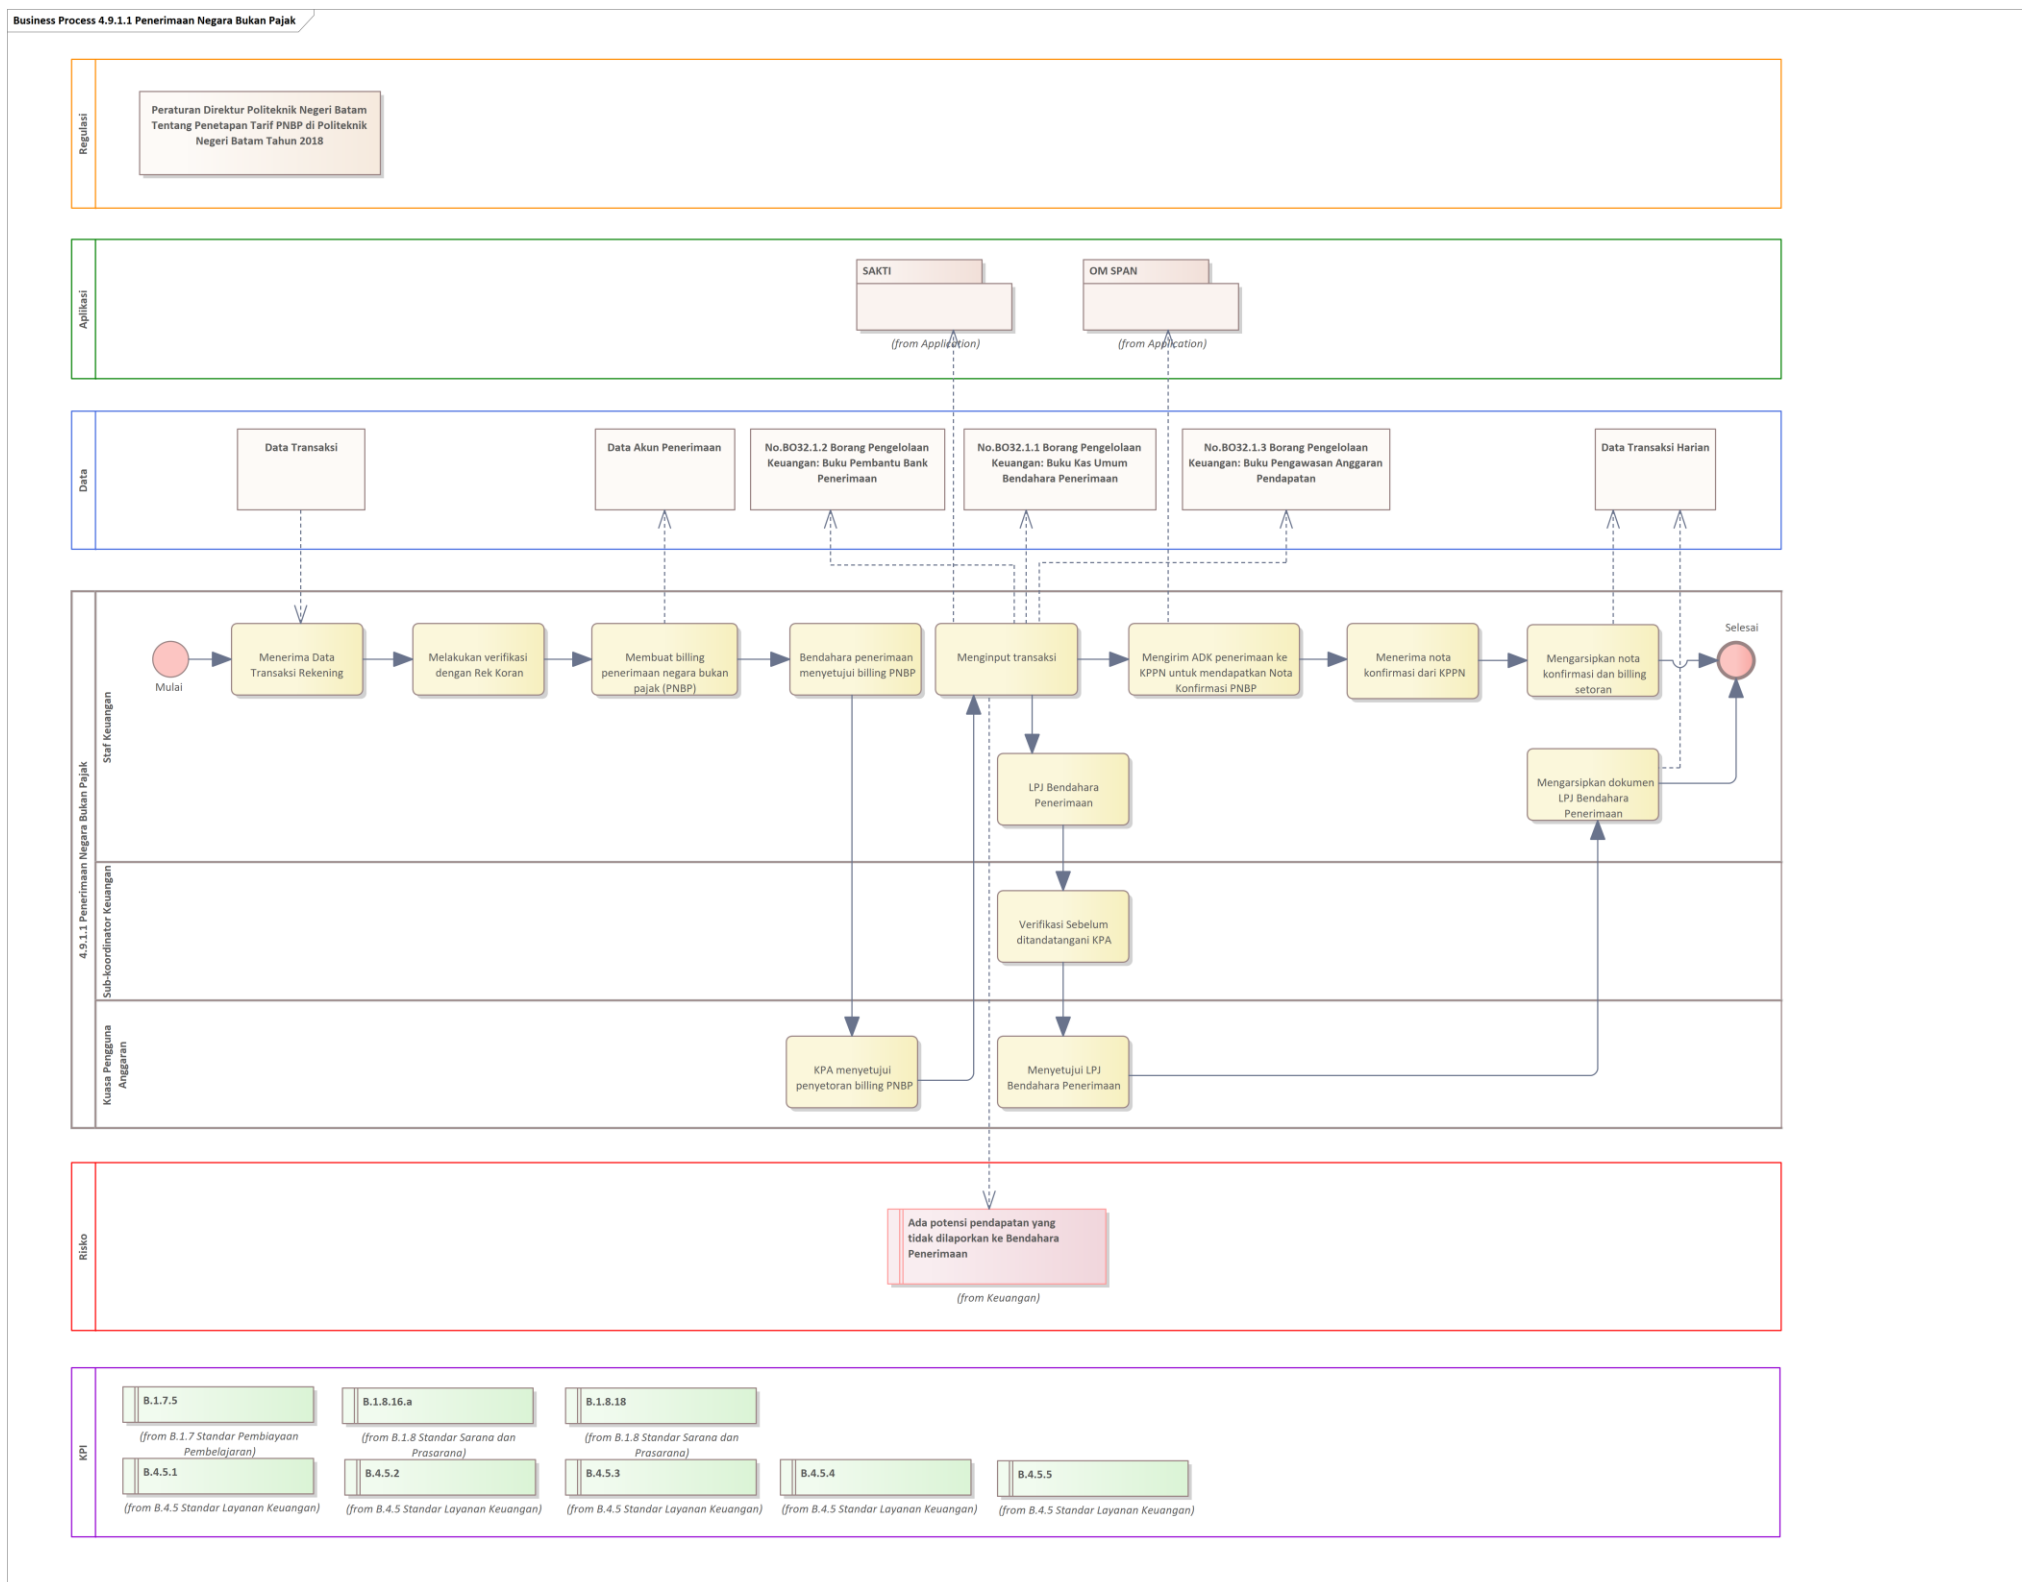 Business Process 4.9.1.1 Penerimaan Negara Bukan Pajak
Regulasi
Peraturan Direktur Politeknik Negeri Batam
Tentang Penetapan Tarif PNBP di Politeknik
Negeri Batam Tahun 2018
Aplikasi
SAKTI
(from Application)
OM SPAN
(from Application)
Data
Data Transaksi
Data Akun Penerimaan
No.BO32.1.2 Borang Pengelolaan
Keuangan: Buku Pembantu Bank
Penerimaan
No.BO32.1.1 Borang Pengelolaan
Keuangan: Buku Kas Umum
Bendahara Penerimaan
No.BO32.1.3 Borang Pengelolaan
Keuangan: Buku Pengawasan Anggaran
Pendapatan
Data Transaksi Harian
4.9.1.1 Penerimaan Negara Bukan Pajak
Staf Keuangan
Mulai
Menerima Data
Transaksi Rekening
Melakukan verifikasi
dengan Rek Koran
Membuat billing
penerimaan negara bukan
pajak (PNBP)
Bendahara penerimaan
menyetujui billing PNBP
Menginput transaksi
Mengirim ADK penerimaan ke
KPPN untuk mendapatkan Nota
Konfirmasi PNBP
Menerima nota
konfirmasi dari KPPN
Mengarsipkan nota
konfirmasi dan billing
setoran
Selesai
LPJ Bendahara
Penerimaan
Mengarsipkan dokumen
LPJ Bendahara
Penerimaan
Sub-koordinator Keuangan
Verifikasi Sebelum
ditandatangani KPA
Kuasa Pengguna
Anggaran
KPA menyetujui
penyetoran billing PNBP
Menyetujui LPJ
Bendahara Penerimaan
Risko
Ada potensi pendapatan yang
tidak dilaporkan ke Bendahara
Penerimaan
(from Keuangan)
KPI
B.1.7.5
(from B.1.7 Standar Pembiayaan
Pembelajaran)
B.1.8.16.a
(from B.1.8 Standar Sarana dan
Prasarana)
B.1.8.18
(from B.1.8 Standar Sarana dan
Prasarana)
B.4.5.1
(from B.4.5 Standar Layanan Keuangan)
B.4.5.2
(from B.4.5 Standar Layanan Keuangan)
B.4.5.3
(from B.4.5 Standar Layanan Keuangan)
B.4.5.4
(from B.4.5 Standar Layanan Keuangan)
B.4.5.5
(from B.4.5 Standar Layanan Keuangan)